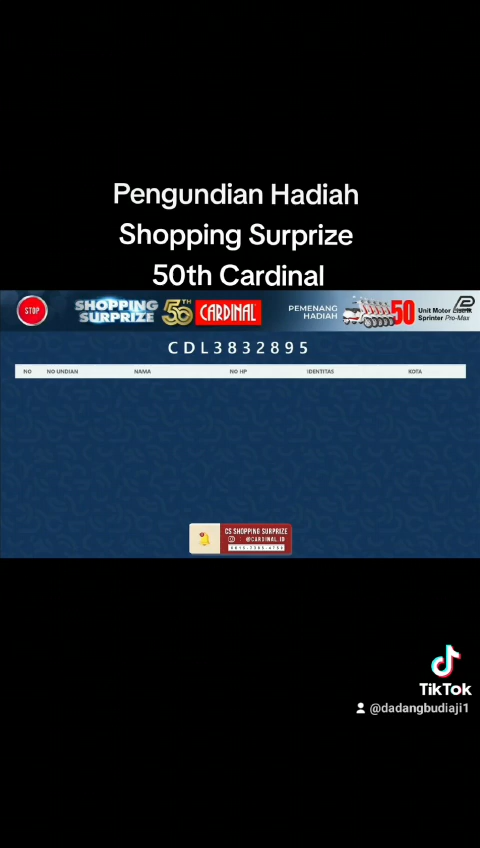 Pengundian Hadiah
Shopping Surprize
50th Cardinal
STOP
SHOPPING
SURPRIZE
50TH
CARDINAL
PEMENANG
HADIAH
50
Unit Motor Listrik
Sprinter Pro-Max
CDL3832895
NO NO UNDIAN NAMA NO HP IDENTITAS KOTA
CS SHOPPING SURPRIZE
@CARDINAL.ID
TikTok
@dadangbudiaji1